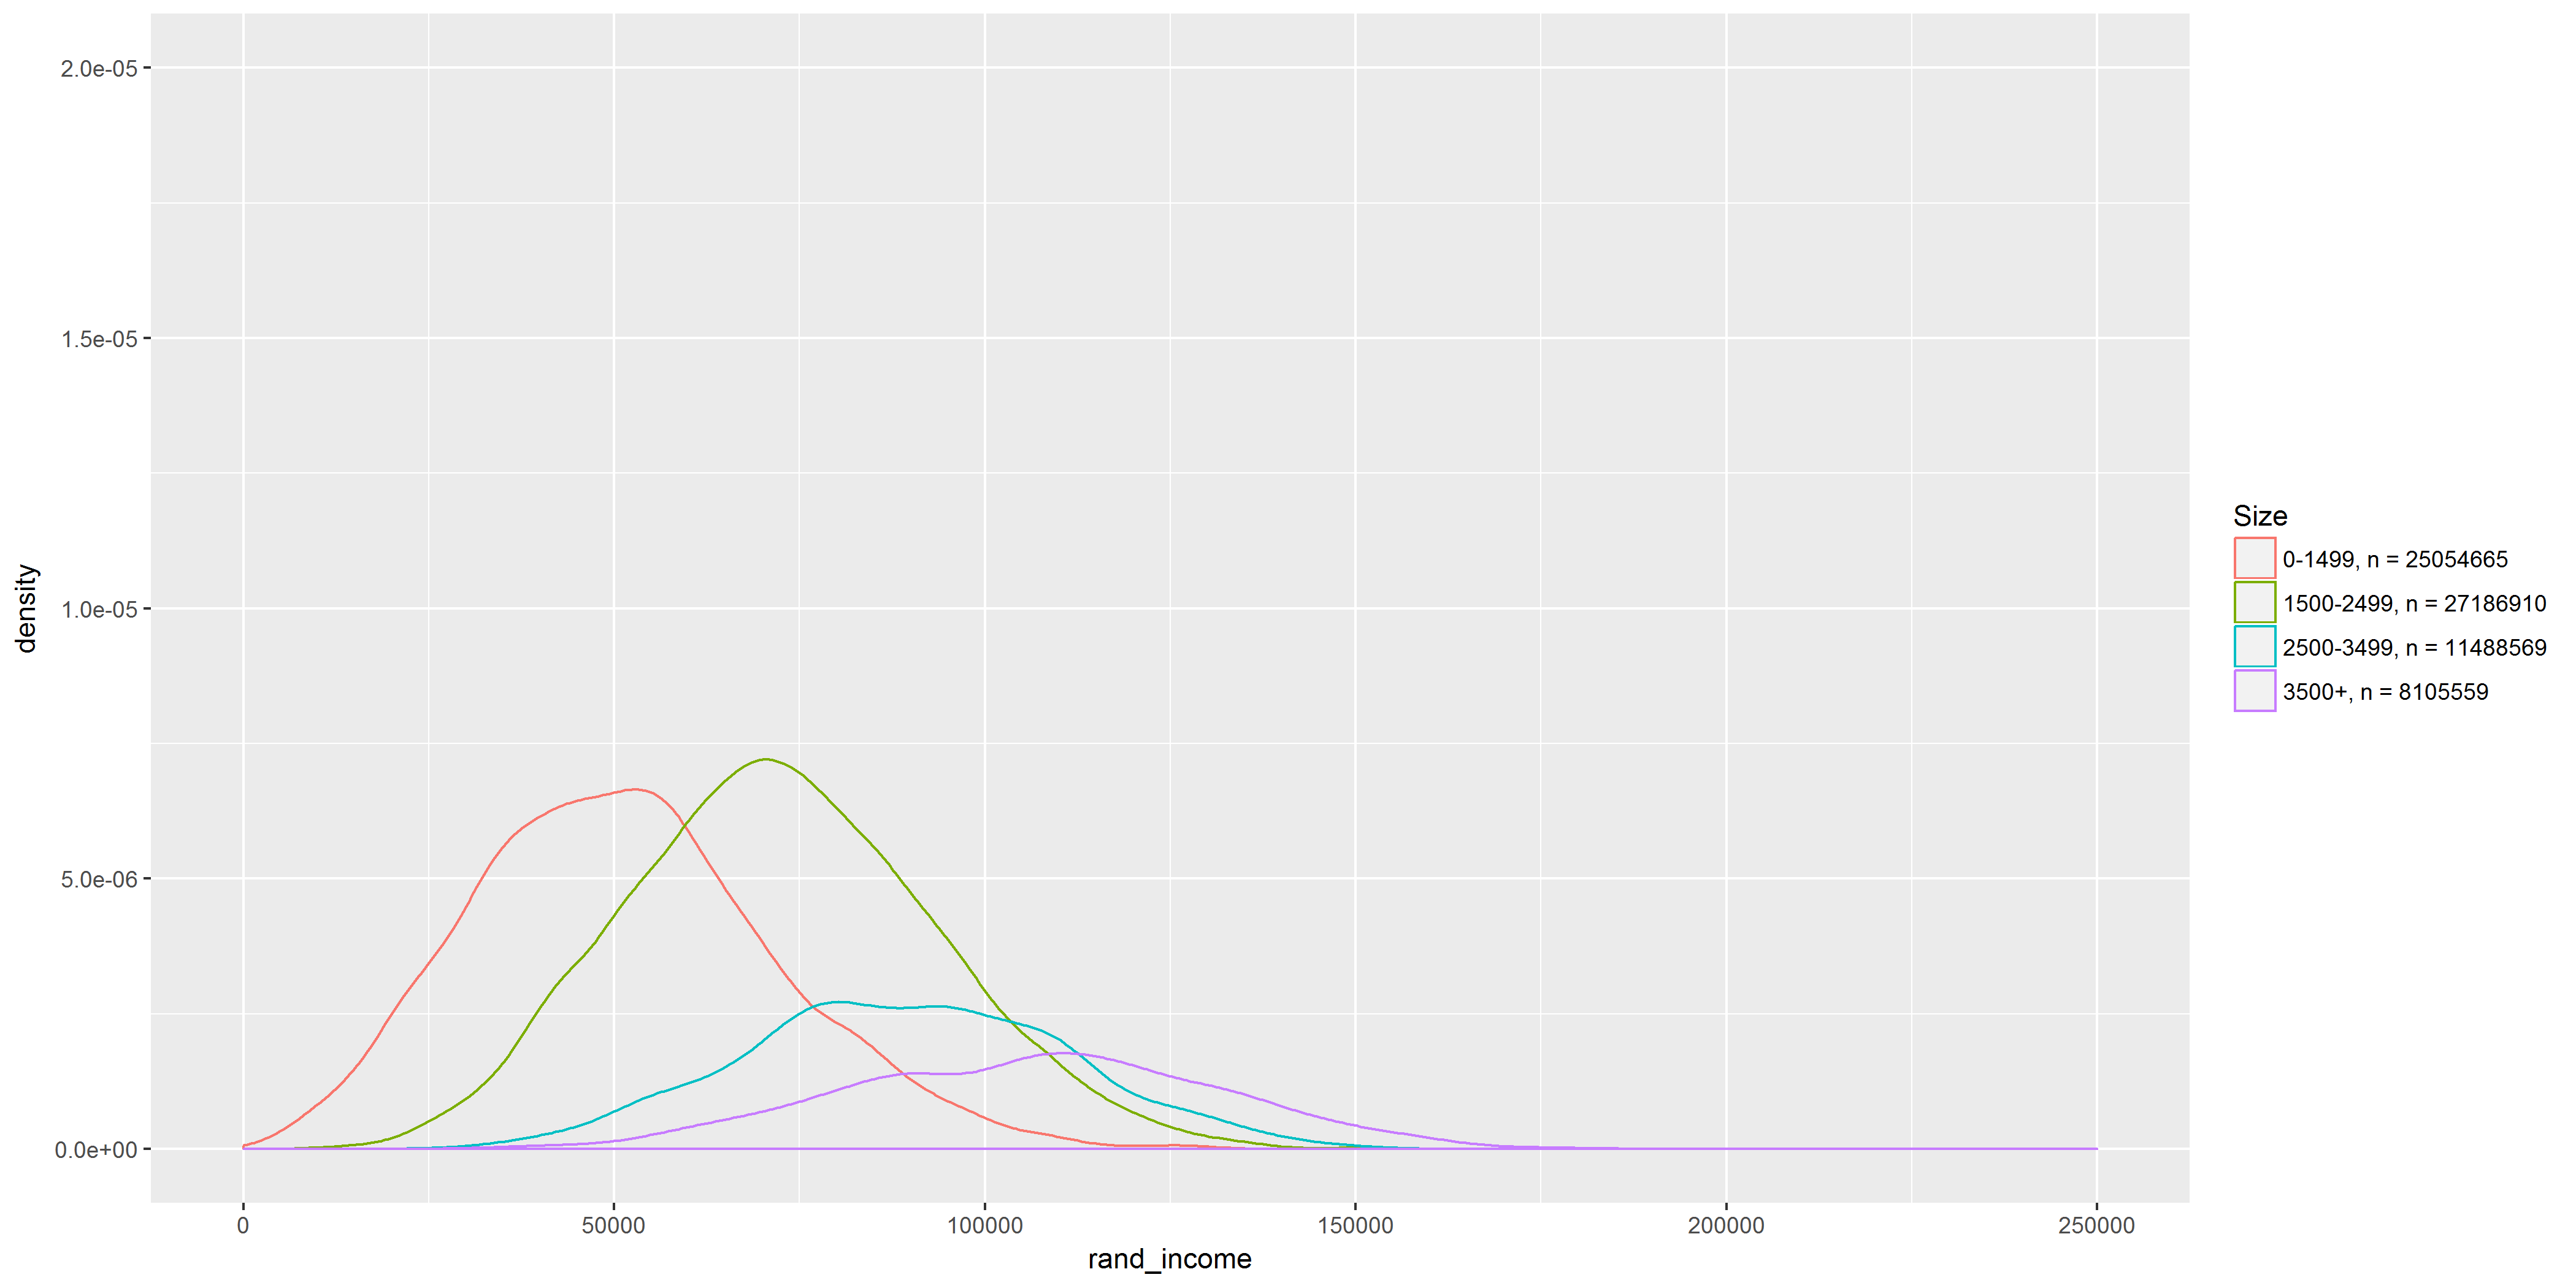 2.0e-05
1.5e-05
1.0e-05
5.0e-06
0.0e+00
density
0 50000 100000 150000 200000 250000
rand_income
Size
0-1499, n = 25054665
1500-2499, n = 27186910
2500-3499, n = 11488569
3500+, n = 8105559